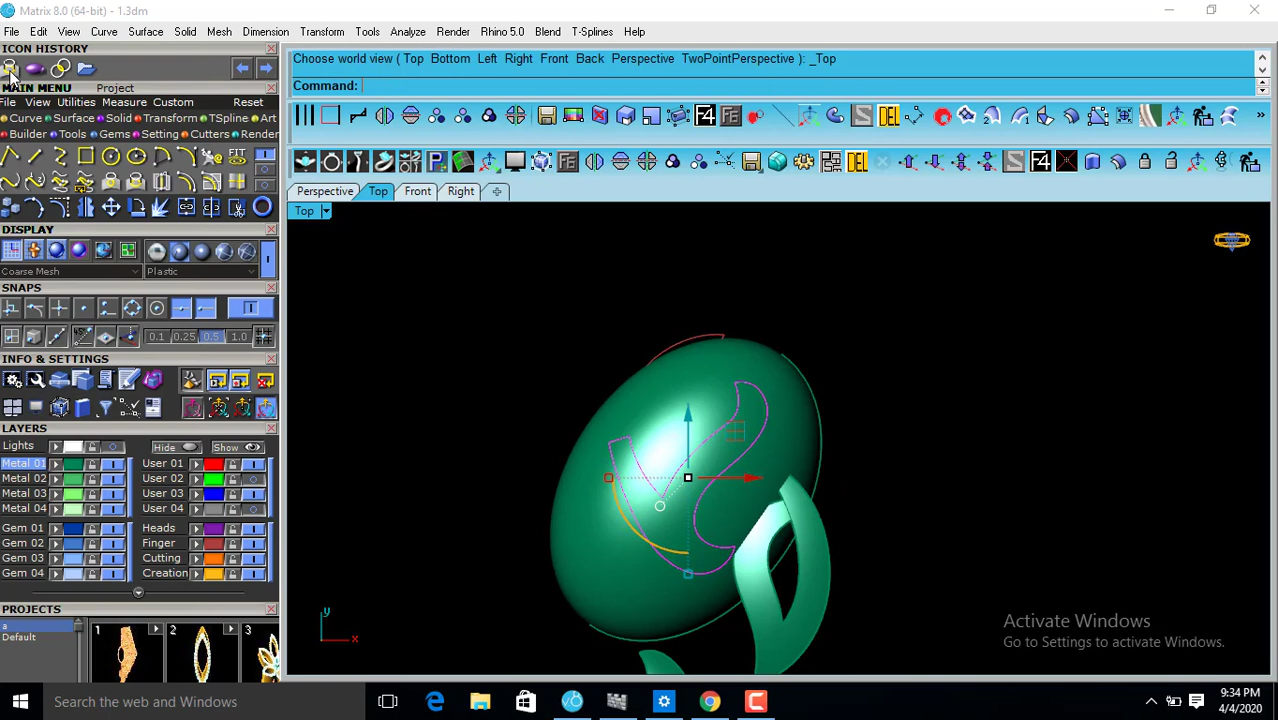 Matrix 8.0 (64-bit) - 1.3dm
File Edit View Curve Surface Solid Mesh Dimension Transform Tools Analyze Render Rhino 5.0 Blend T-Splines Help
ICON HISTORY
MAIN MENU Project
File View Utilities Measure Custom Reset
Curve Surface Solid Transform TSpline Art
Builder Tools Gems Setting Cutters Render
FIT
DISPLAY
Coarse Mesh Plastic
SNAPS
0.1 0.25 0.5 1.0
INFO & SETTINGS
LAYERS
Lights Hide Show
Metal 01 User 01
Metal 02 User 02
Metal 03 User 03
Metal 04 User 04
Gem 01 Heads
Gem 02 Finger
Gem 03 Cutting
Gem 04 Creation
PROJECTS
a
Default
1 2 3
Choose world view ( Top Bottom Left Right Front Back Perspective TwoPointPerspective ): _Top
Command:
F4 DEL
DEL F4
Perspective Top Front Right
Top
y
x
Activate Windows
Go to Settings to activate Windows.
Search the web and Windows
9:34 PM
4/4/2020